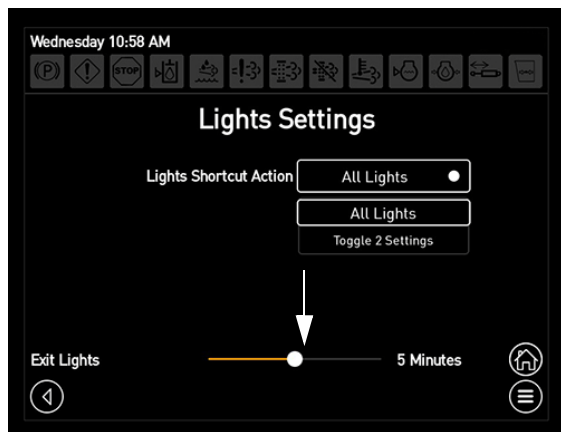 Wednesday 10:58 AM
(P) STOP
Lights Settings
Lights Shortcut Action All Lights
All Lights
Toggle 2 Settings
Exit Lights 5 Minutes